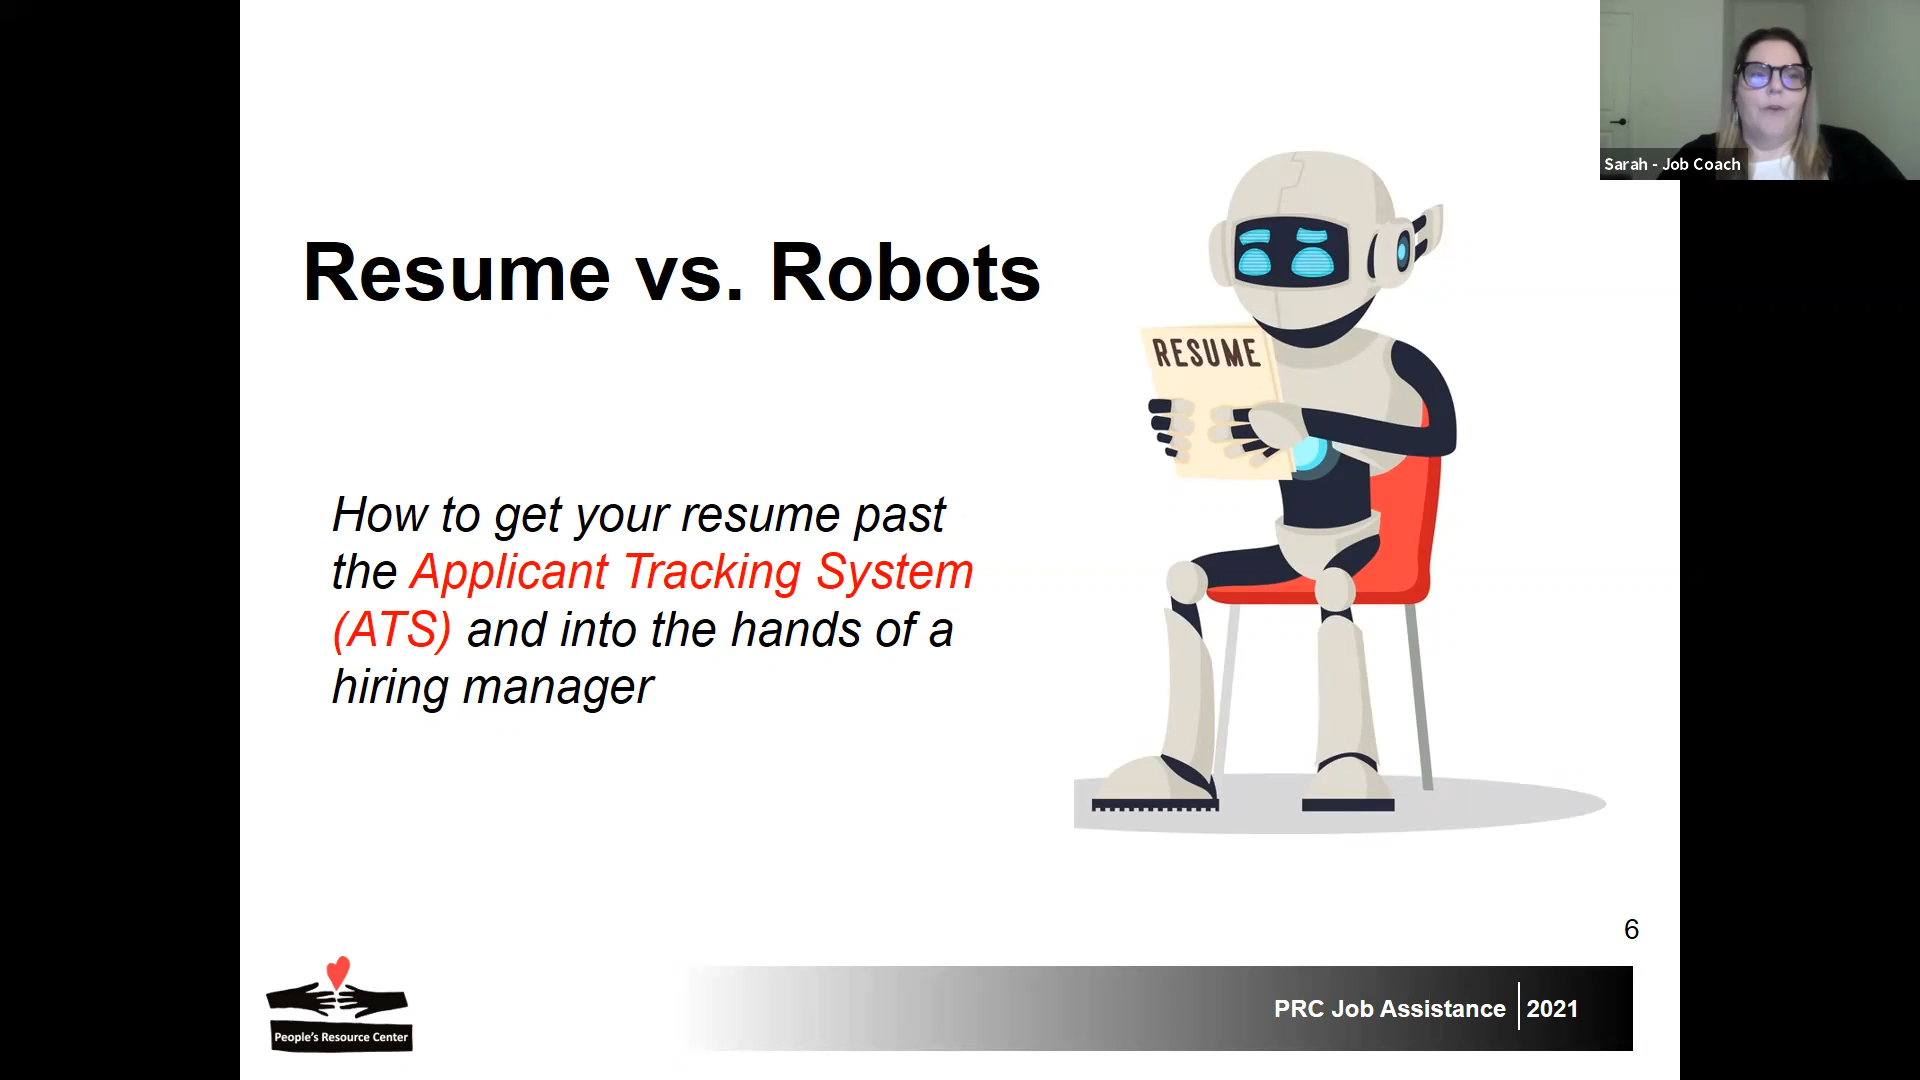 Sarah - Job Coach
Resume vs. Robots
RESUME
How to get your resume past
the Applicant Tracking System
(ATS) and into the hands of a
hiring manager
6
People's Resource Center
PRC Job Assistance 2021